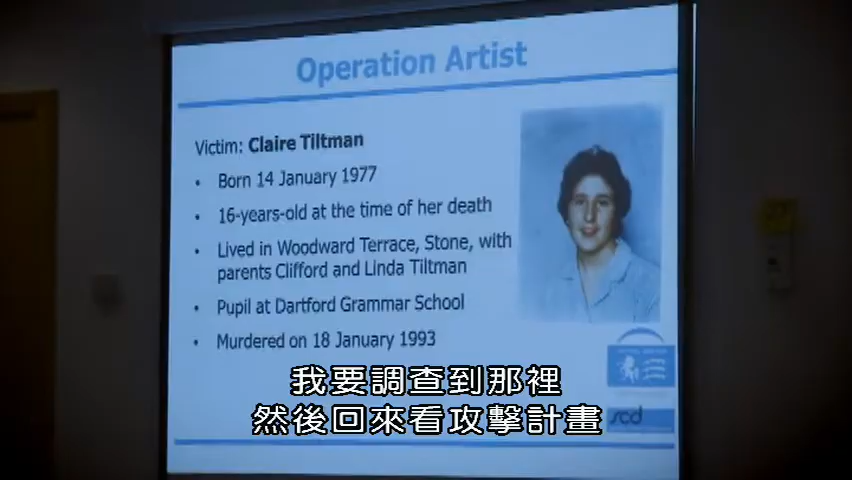 Operation Artist
Victim: Claire Tiltman
• Born 14 January 1977
• 16-years-old at the time of her death
• Lived in Woodward Terrace, Stone, with
parents Clifford and Linda Tiltman
• Pupil at Dartford Grammar School
• Murdered on 18 January 1993
我要調查到那裡
然後回來看攻擊計畫
scd